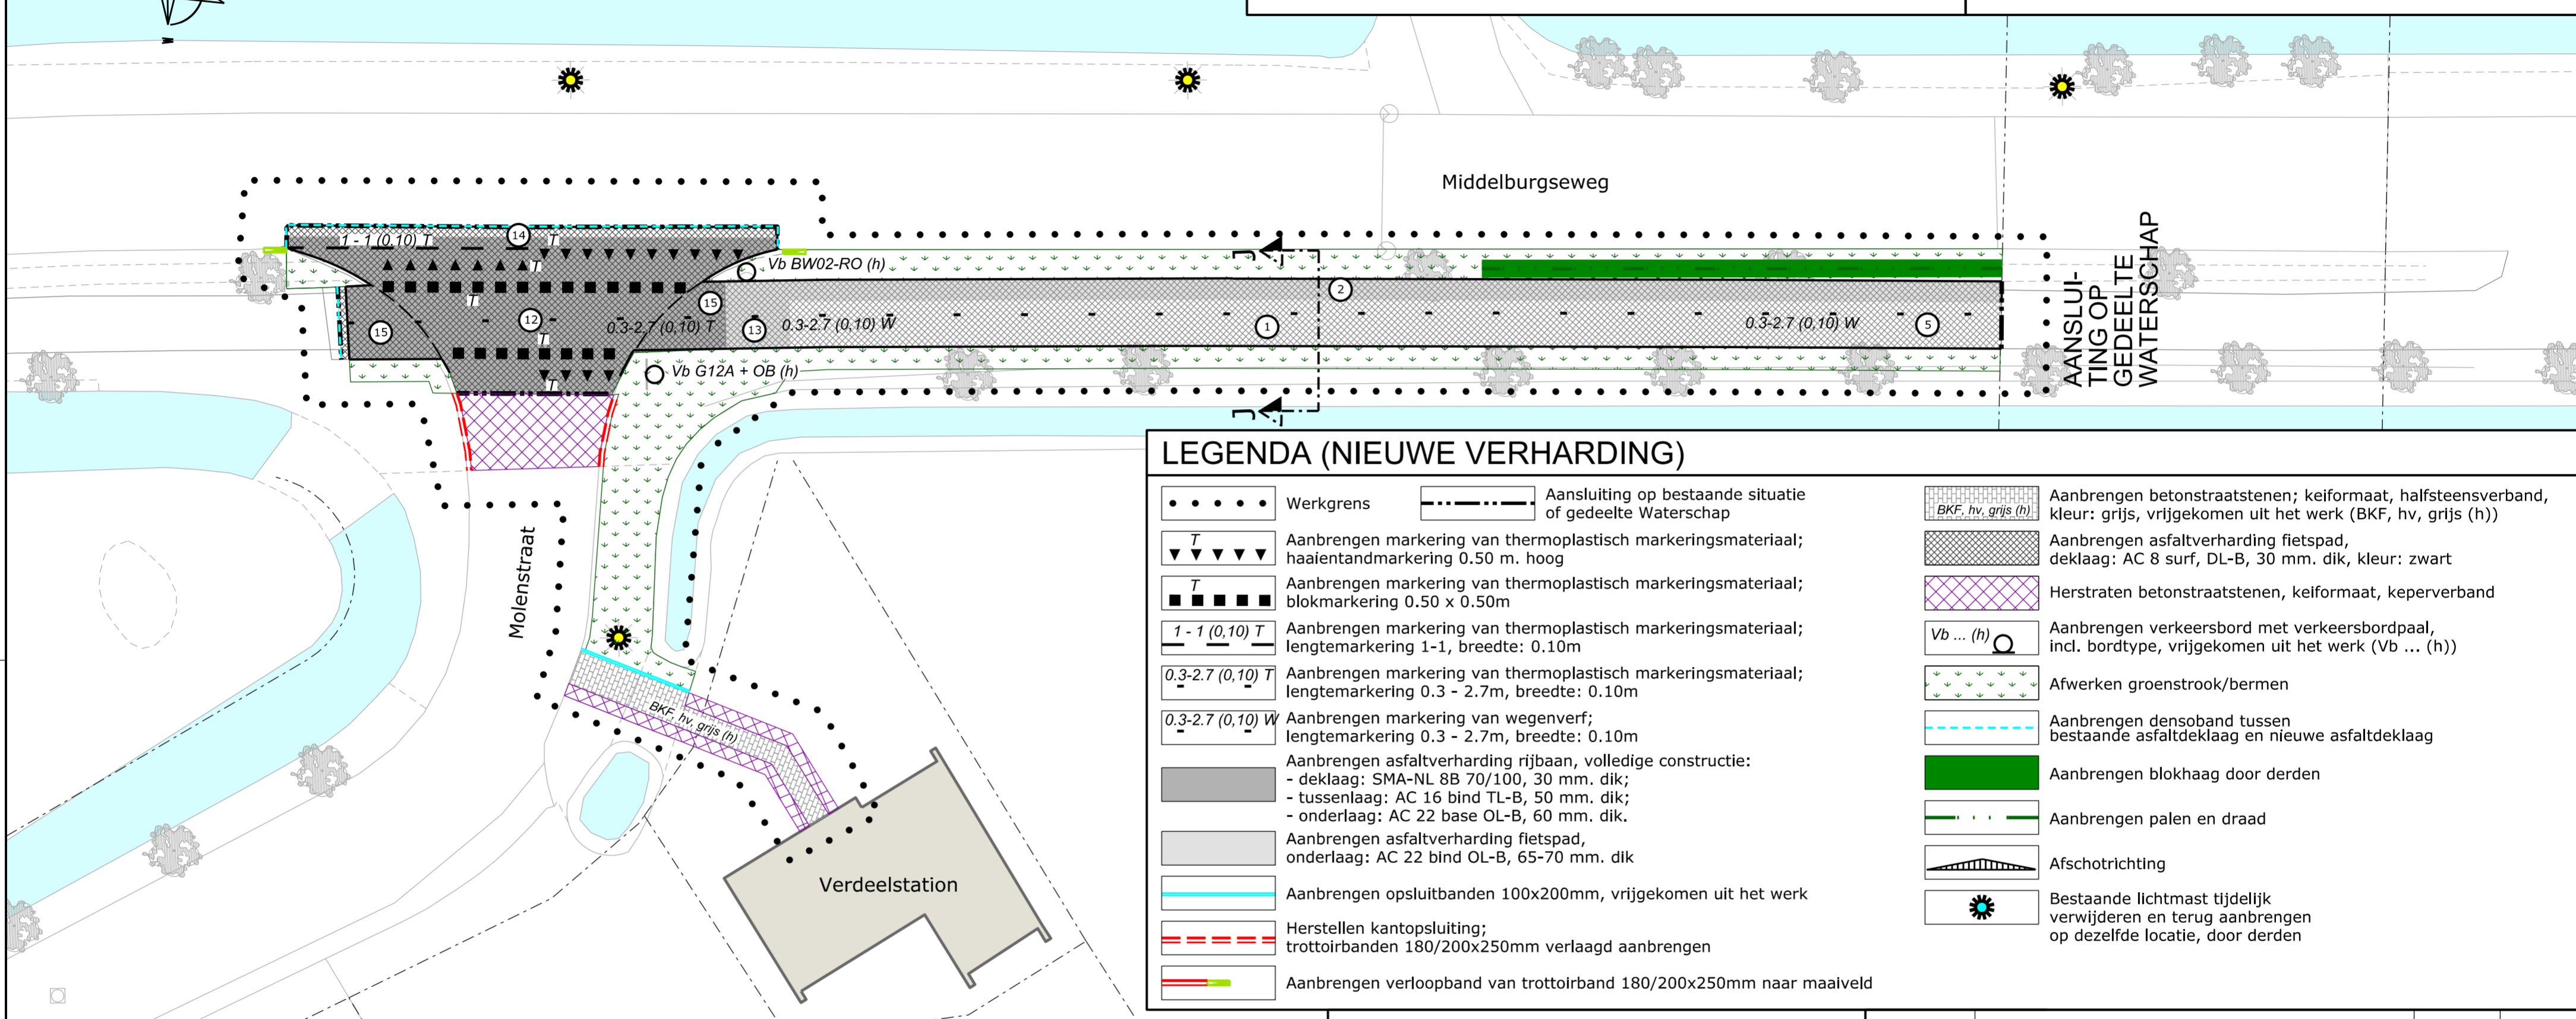 Middelburgseweg
1 - 1 (0,10) T
14
T
T
Vb BW02-RO (h)
T
15
2
12
0.3-2.7 (0,10) T
13
0.3-2.7 (0,10) W
1
0.3-2.7 (0,10) W
5
15
T
T
Vb G12A + OB (h)
J
J
AANSLUI-
TING OP
GEDEELTE
WATERSCHAP
Molenstraat
BKF, hv, grijs (h)
Verdeelstation
LEGENDA (NIEUWE VERHARDING)
Werkgrens
Aansluiting op bestaande situatie
of gedeelte Waterschap
T
Aanbrengen markering van thermoplastisch markeringsmateriaal;
haaientandmarkering 0.50 m. hoog
T
Aanbrengen markering van thermoplastisch markeringsmateriaal;
blokmarkering 0.50 x 0.50m
1 - 1 (0,10) T
Aanbrengen markering van thermoplastisch markeringsmateriaal;
lengtemarkering 1-1, breedte: 0.10m
0.3-2.7 (0,10) T
Aanbrengen markering van thermoplastisch markeringsmateriaal;
lengtemarkering 0.3 - 2.7m, breedte: 0.10m
0.3-2.7 (0,10) W
Aanbrengen markering van wegenverf;
lengtemarkering 0.3 - 2.7m, breedte: 0.10m
Aanbrengen asfaltverharding rijbaan, volledige constructie:
- deklaag: SMA-NL 8B 70/100, 30 mm. dik;
- tussenlaag: AC 16 bind TL-B, 50 mm. dik;
- onderlaag: AC 22 base OL-B, 60 mm. dik.
Aanbrengen asfaltverharding fietspad,
onderlaag: AC 22 bind OL-B, 65-70 mm. dik
Aanbrengen opsluitbanden 100x200mm, vrijgekomen uit het werk
Herstellen kantopsluiting;
trottoirbanden 180/200x250mm verlaagd aanbrengen
Aanbrengen verloopband van trottoirband 180/200x250mm naar maaiveld
BKF, hv, grijs (h)
Aanbrengen betonstraatstenen; keiformaat, halfsteensverband,
kleur: grijs, vrijgekomen uit het werk (BKF, hv, grijs (h))
Aanbrengen asfaltverharding fietspad,
deklaag: AC 8 surf, DL-B, 30 mm. dik, kleur: zwart
Herstraten betonstraatstenen, keiformaat, keperverband
Vb ... (h)
Aanbrengen verkeersbord met verkeersbordpaal,
incl. bordtype, vrijgekomen uit het werk (Vb ... (h))
Afwerken groenstrook/bermen
Aanbrengen densoband tussen
bestaande asfaltdeklaag en nieuwe asfaltdeklaag
Aanbrengen blokhaag door derden
Aanbrengen palen en draad
Afschotrichting
Bestaande lichtmast tijdelijk
verwijderen en terug aanbrengen
op dezelfde locatie, door derden